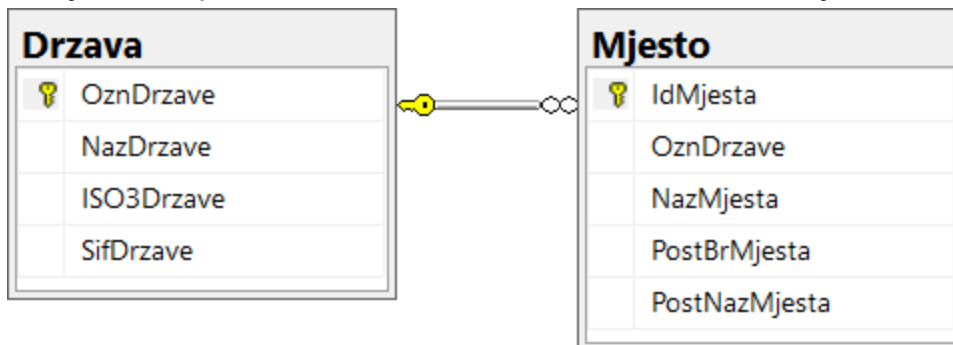 Drzava
OznDrzave
NazDrzave
ISO3Drzave
SifDrzave
Mjesto
IdMjesta
OznDrzave
NazMjesta
PostBrMjesta
PostNazMjesta